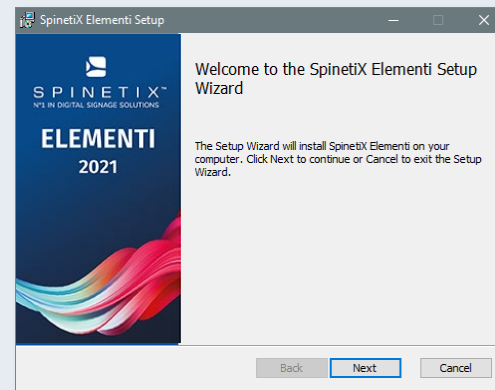 SpinetiX Elementi Setup
SPINETIX™
N°1 IN DIGITAL SIGNAGE SOLUTIONS
ELEMENTI
2021
Welcome to the SpinetiX Elementi Setup
Wizard
The Setup Wizard will install SpinetiX Elementi on your
computer. Click Next to continue or Cancel to exit the Setup
Wizard.
Back Next Cancel